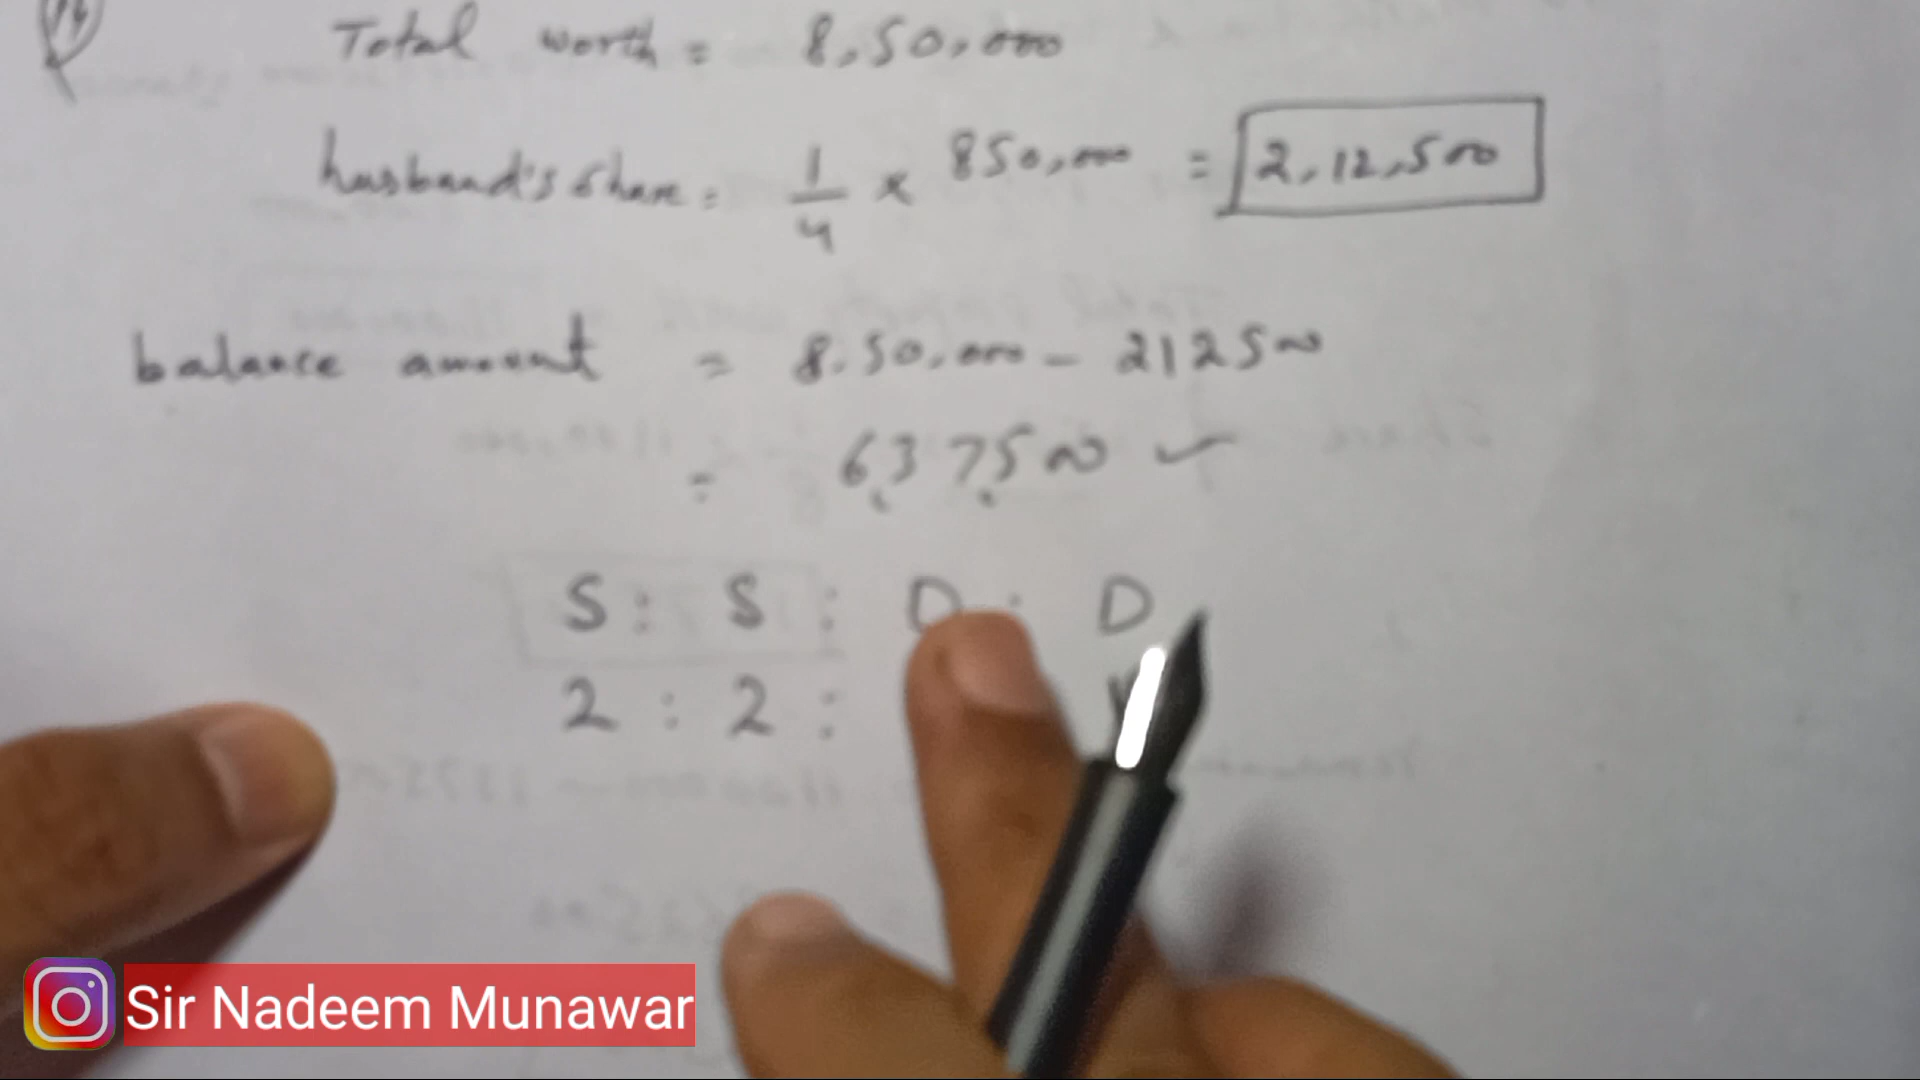 Total worth = 8,50,000
husband's share = 1/4 × 850,000 = 2,12,500
balance amount = 8,50,000 - 212500
= 637500 ✓
S : S : D : D
2 : 2 :
Sir Nadeem Munawar